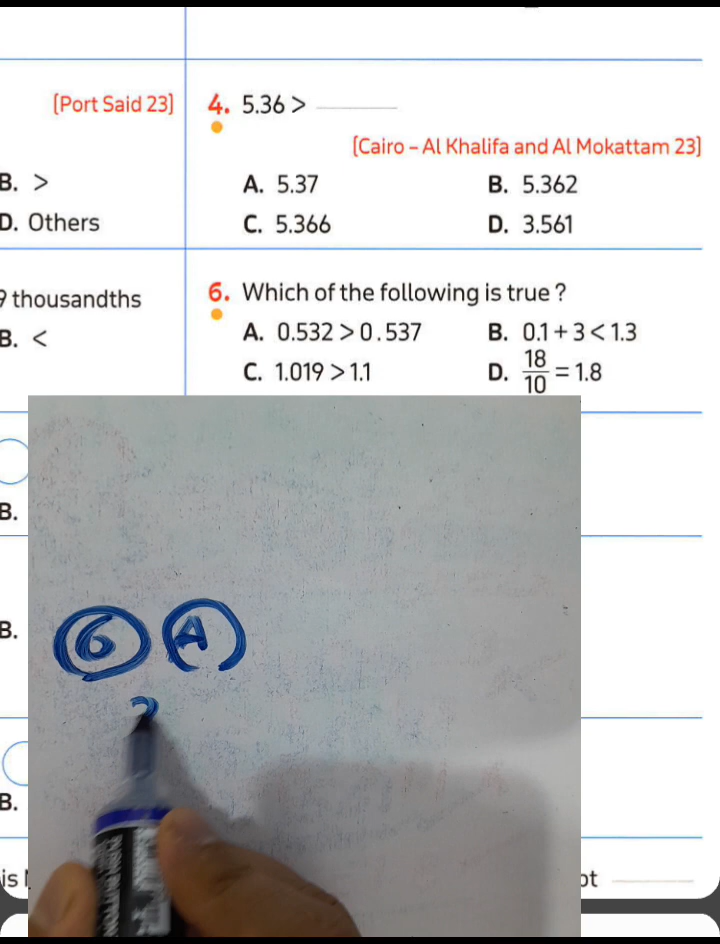 [Port Said 23]
B. >
D. Others
4. 5.36 >
[Cairo - Al Khalifa and Al Mokattam 23]
A. 5.37
B. 5.362
C. 5.366
D. 3.561
9 thousandths
B. <
6. Which of the following is true ?
A. 0.532 > 0.537
B. 0.1 + 3 < 1.3
C. 1.019 > 1.1
D. 18/10 = 1.8
B.
B.
B.
is
6 A